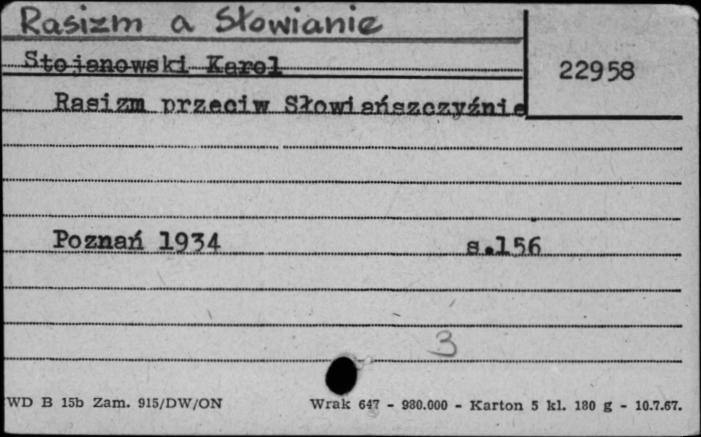 Rasizm a Słowianie
Stojanowski Karol
22958
Rasizm przeciw Słowiańszczyźnie
Poznań 1934 s.156
3
WD B 15b Zam. 915/DW/ON Wrak 647 - 980.000 - Karton 5 kl. 180 g - 10.7.67.